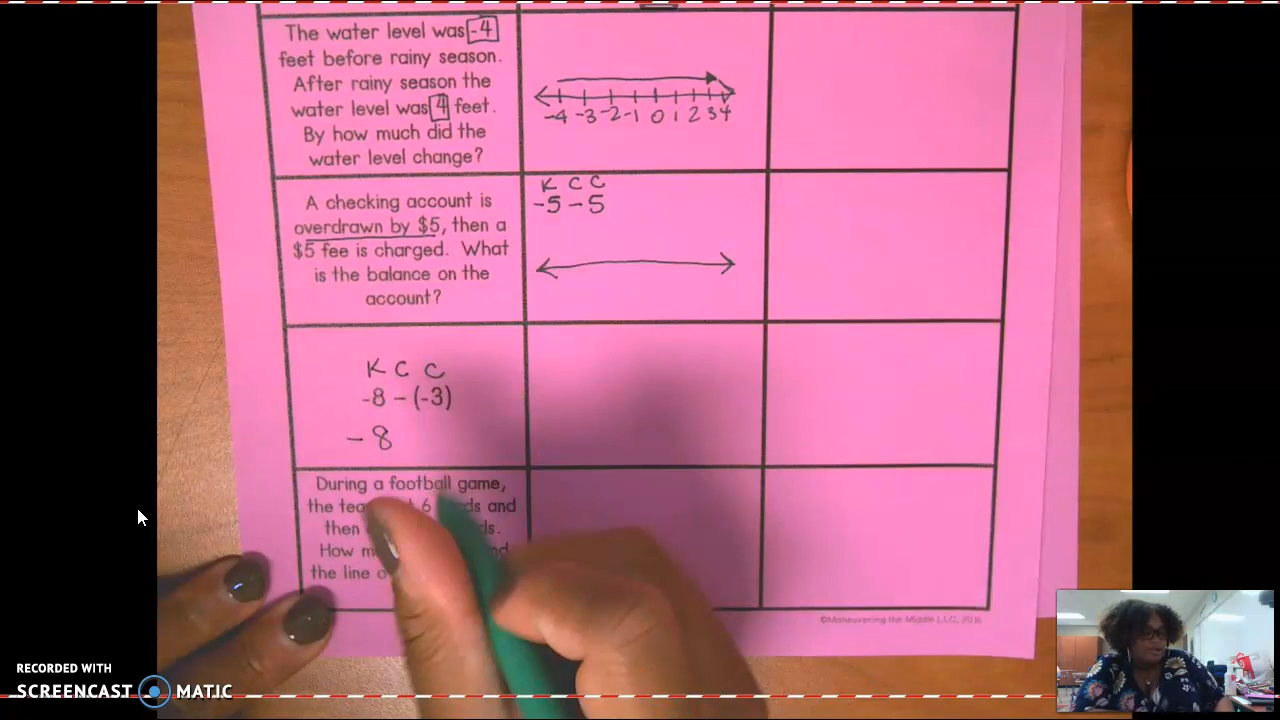 The water level was -4
feet before rainy season.
After rainy season the
water level was 4 feet.
By how much did the
water level change?
-4 -3 -2 -1 0 1 2 3 4
A checking account is
overdrawn by $5, then a
$5 fee is charged. What
is the balance on the
account?
K C C
-5 - 5
K C C
-8 - (-3)
- 8
During a football game,
the 6 and
then
How
the line
©Maneuvering the Middle LLC, 2016
RECORDED WITH
SCREENCAST MATIC